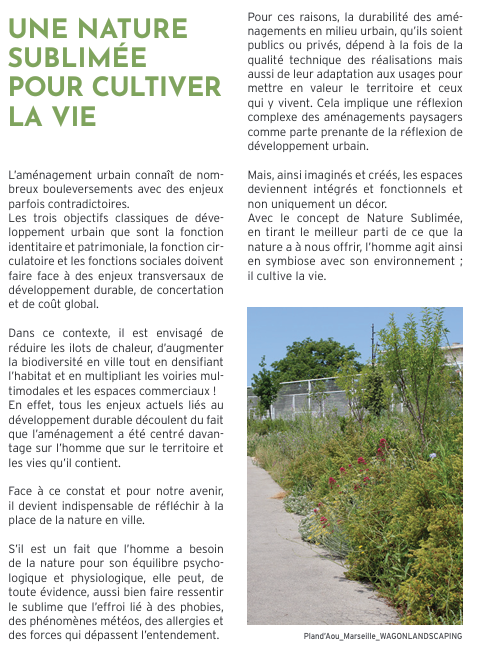 UNE NATURE
SUBLIMÉE
POUR CULTIVER
LA VIE
L'aménagement urbain connaît de nom-
breux bouleversements avec des enjeux
parfois contradictoires.
Les trois objectifs classiques de déve-
loppement urbain que sont la fonction
identitaire et patrimoniale, la fonction cir-
culatoire et les fonctions sociales doivent
faire face à des enjeux transversaux de
développement durable, de concertation
et de coût global.
Dans ce contexte, il est envisagé de
réduire les ilots de chaleur, d'augmenter
la biodiversité en ville tout en densifiant
l'habitat et en multipliant les voiries mul-
timodales et les espaces commerciaux !
En effet, tous les enjeux actuels liés au
développement durable découlent du fait
que l'aménagement a été centré davan-
tage sur l'homme que sur le territoire et
les vies qu'il contient.
Face à ce constat et pour notre avenir,
il devient indispensable de réfléchir à la
place de la nature en ville.
S'il est un fait que l'homme a besoin
de la nature pour son équilibre psycho-
logique et physiologique, elle peut, de
toute évidence, aussi bien faire ressentir
le sublime que l'effroi lié à des phobies,
des phénomènes météos, des allergies et
des forces qui dépassent l'entendement.
Pour ces raisons, la durabilité des amé-
nagements en milieu urbain, qu'ils soient
publics ou privés, dépend à la fois de la
qualité technique des réalisations mais
aussi de leur adaptation aux usages pour
mettre en valeur le territoire et ceux
qui y vivent. Cela implique une réflexion
complexe des aménagements paysagers
comme parte prenante de la réflexion de
développement urbain.
Mais, ainsi imaginés et créés, les espaces
deviennent intégrés et fonctionnels et
non uniquement un décor.
Avec le concept de Nature Sublimée,
en tirant le meilleur parti de ce que la
nature a à nous offrir, l'homme agit ainsi
en symbiose avec son environnement ;
il cultive la vie.
Pland'Aou_Marseille_WAGONLANDSCAPING